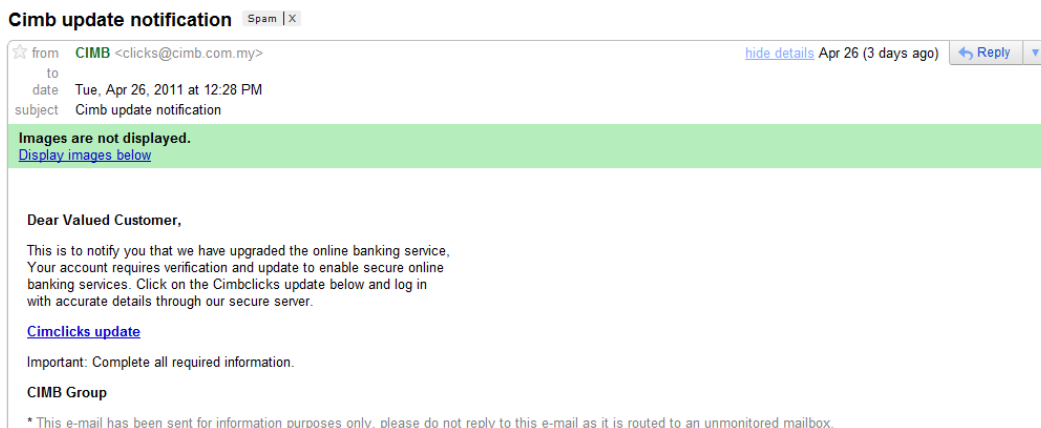 Cimb update notification Spam | X
from CIMB <clicks@cimb.com.my> hide details Apr 26 (3 days ago) Reply
to
date Tue, Apr 26, 2011 at 12:28 PM
subject Cimb update notification
Images are not displayed.
Display images below
Dear Valued Customer,
This is to notify you that we have upgraded the online banking service,
Your account requires verification and update to enable secure online
banking services. Click on the Cimbclicks update below and log in
with accurate details through our secure server.
Cimclicks update
Important: Complete all required information.
CIMB Group
* This e-mail has been sent for information purposes only, please do not reply to this e-mail as it is routed to an unmonitored mailbox.